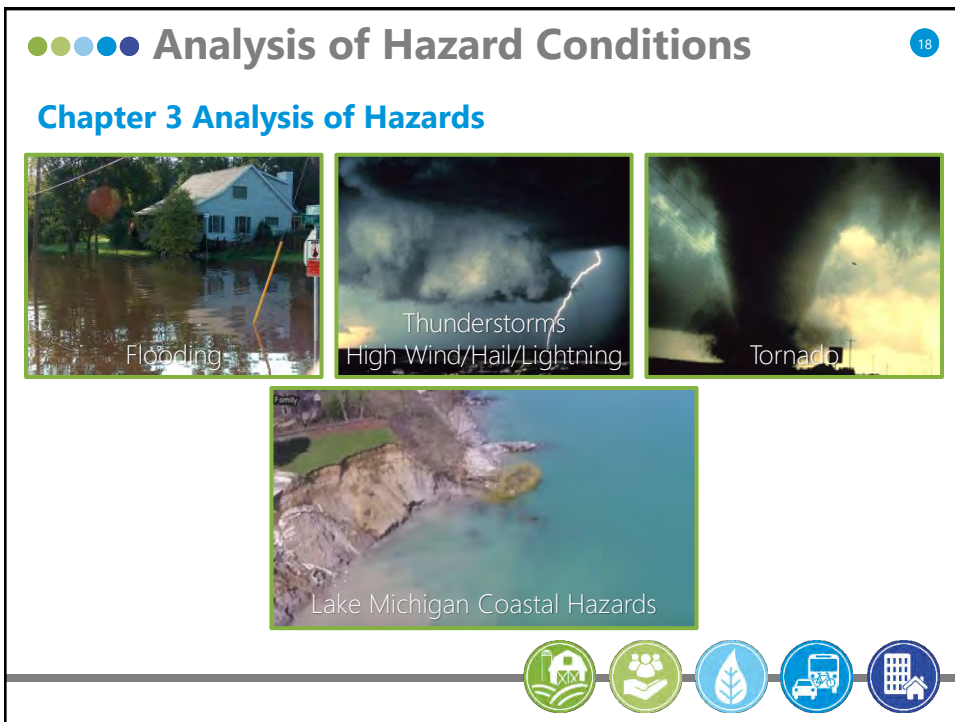 Analysis of Hazard Conditions
18
Chapter 3 Analysis of Hazards
Flooding
Thunderstorms
High Wind/Hail/Lightning
Tornado
Family
Lake Michigan Coastal Hazards